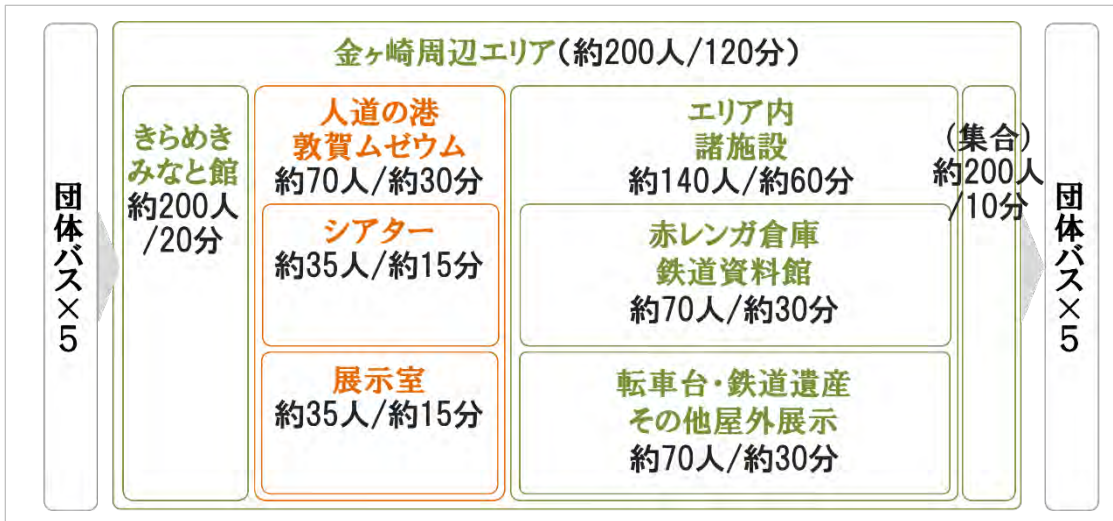 団体バス×5
金ヶ崎周辺エリア(約200人/120分)
きらめき
みなと館
約200人
/20分
人道の港
敦賀ムゼウム
約70人/約30分
シアター
約35人/約15分
展示室
約35人/約15分
エリア内
諸施設
約140人/約60分
赤レンガ倉庫
鉄道資料館
約70人/約30分
転車台・鉄道遺産
その他屋外展示
約70人/約30分
(集合)
約200人
/10分
団体バス×5